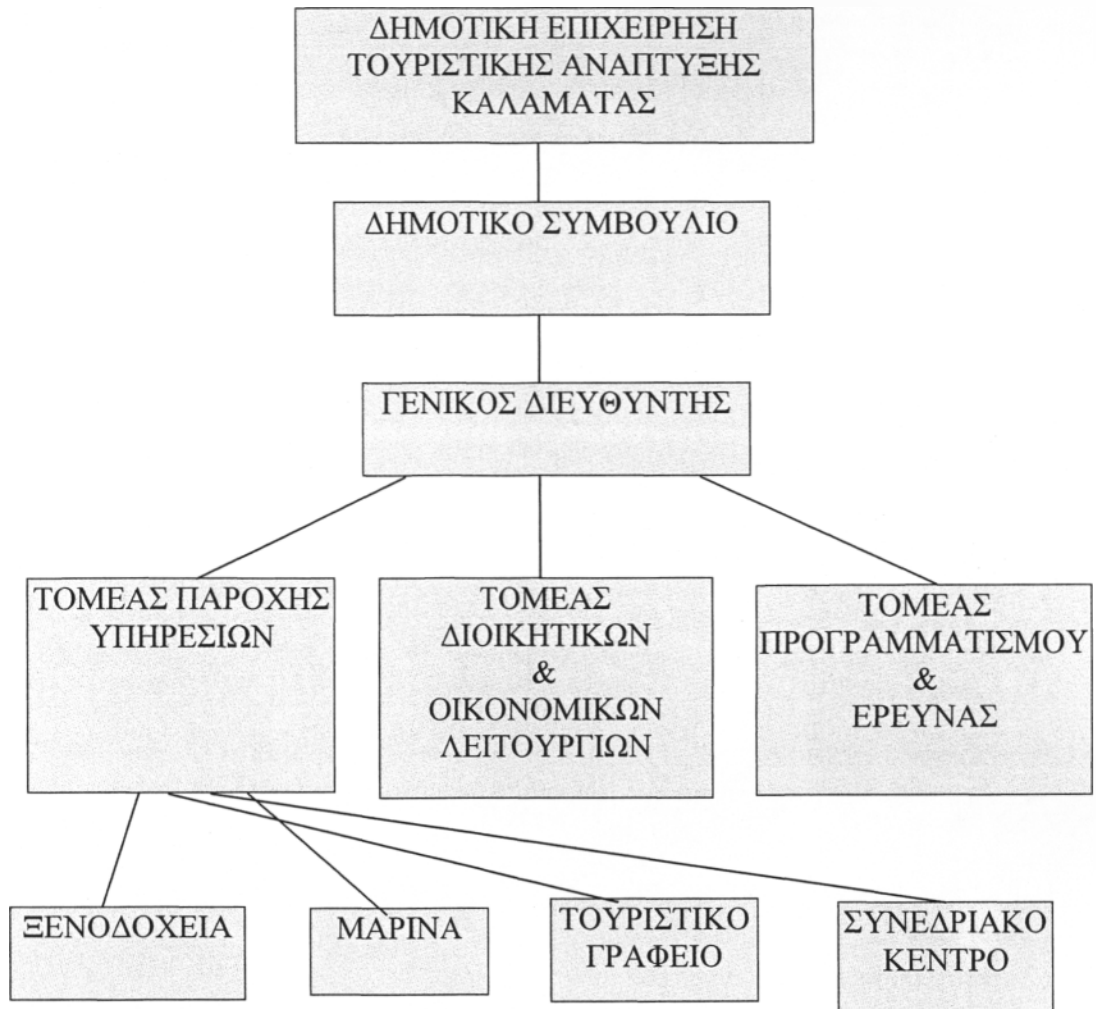 ΔΗΜΟΤΙΚΗ ΕΠΙΧΕΙΡΗΣΗ
ΤΟΥΡΙΣΤΙΚΗΣ ΑΝΑΠΤΥΞΗΣ
ΚΑΛΑΜΑΤΑΣ
ΔΗΜΟΤΙΚΟ ΣΥΜΒΟΥΛΙΟ
ΓΕΝΙΚΟΣ ΔΙΕΥΘΥΝΤΗΣ
ΤΟΜΕΑΣ ΠΑΡΟΧΗΣ
ΥΠΗΡΕΣΙΩΝ
ΤΟΜΕΑΣ
ΔΙΟΙΚΗΤΙΚΩΝ
&
ΟΙΚΟΝΟΜΙΚΩΝ
ΛΕΙΤΟΥΡΓΙΩΝ
ΤΟΜΕΑΣ
ΠΡΟΓΡΑΜΜΑΤΙΣΜΟΥ
&
ΕΡΕΥΝΑΣ
ΞΕΝΟΔΟΧΕΙΑ
ΜΑΡΙΝΑ
ΤΟΥΡΙΣΤΙΚΟ
ΓΡΑΦΕΙΟ
ΣΥΝΕΔΡΙΑΚΟ
ΚΕΝΤΡΟ